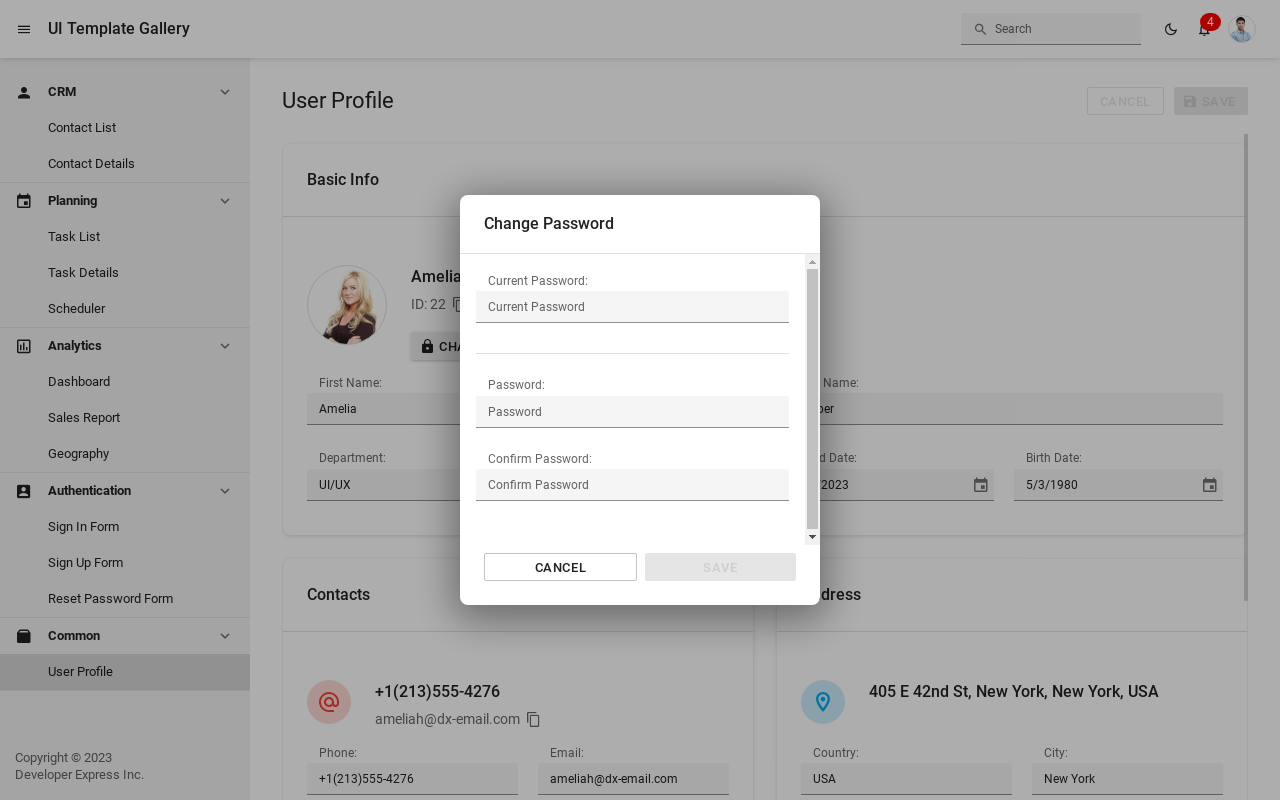 UI Template Gallery
Search
4
CRM
Contact List
Contact Details
Planning
Task List
Task Details
Scheduler
Analytics
Dashboard
Sales Report
Geography
Authentication
Sign In Form
Sign Up Form
Reset Password Form
Common
User Profile
Copyright © 2023
Developer Express Inc.
User Profile
CANCEL
SAVE
Basic Info
Amelia
ID: 22
First Name:
Amelia
Name:
Department:
UI/UX
Date:
/2023
Birth Date:
5/3/1980
Change Password
Current Password:
Current Password
Password:
Password
Confirm Password:
Confirm Password
CANCEL
SAVE
Contacts
+1(213)555-4276
ameliah@dx-email.com
Phone:
+1(213)555-4276
Email:
ameliah@dx-email.com
405 E 42nd St, New York, New York, USA
Country:
USA
City:
New York